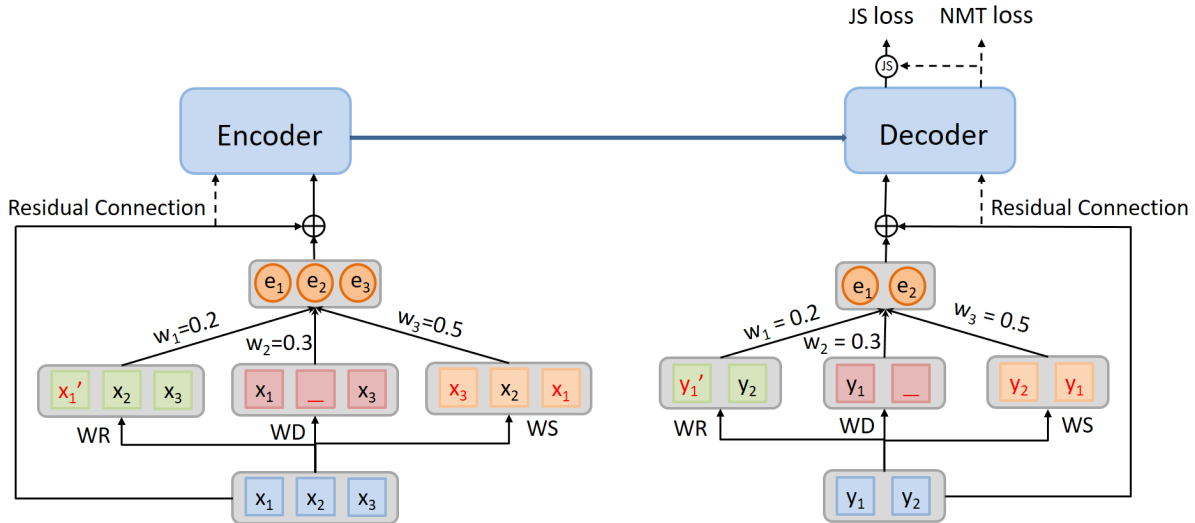 JS loss NMT loss
JS
Encoder
Decoder
Residual Connection
Residual Connection
e₁ e₂ e₃
e₁ e₂
w₁=0.2
w₂=0.3
w₃=0.5
w₁ = 0.2
w₂ = 0.3
w₃ = 0.5
x₁' x₂ x₃
x₁ _ x₃
x₃ x₂ x₁
y₁' y₂
y₁ _
y₂ y₁
WR WD WS
WR WD WS
x₁ x₂ x₃
y₁ y₂